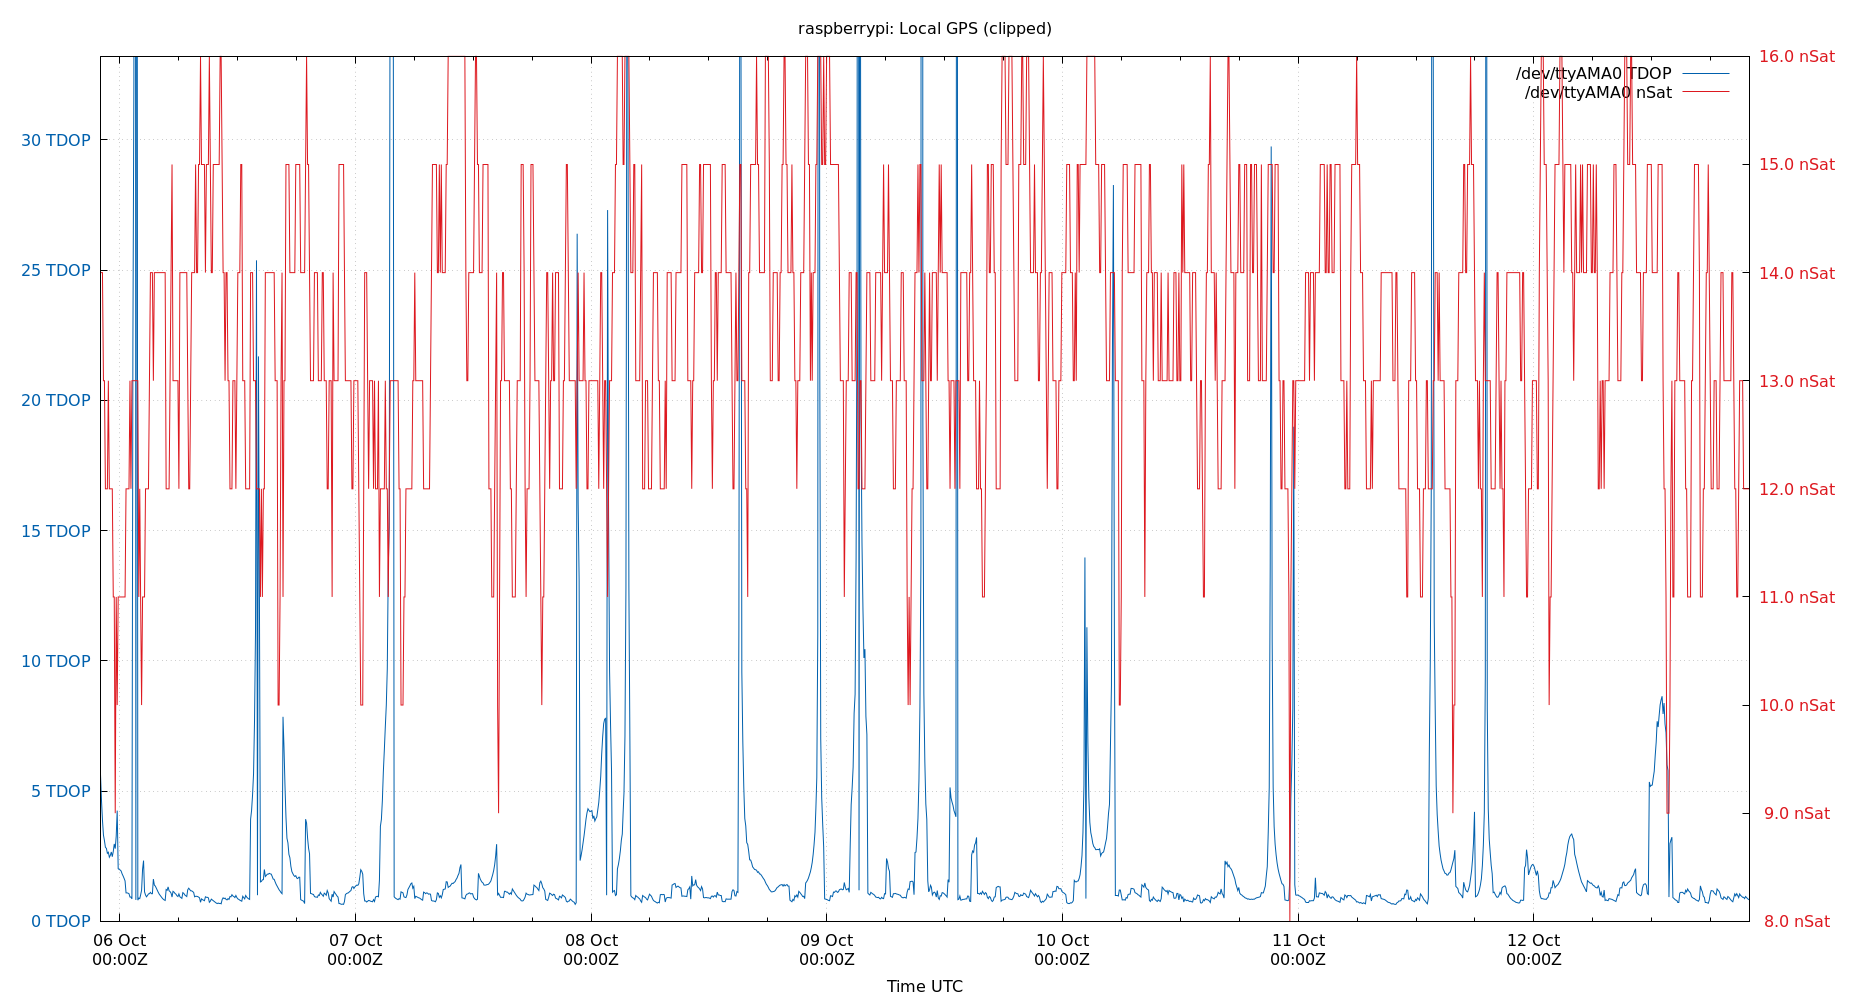 raspberrypi: Local GPS (clipped)
/dev/ttyAMA0 TDOP
/dev/ttyAMA0 nSat
30 TDOP
25 TDOP
20 TDOP
15 TDOP
10 TDOP
5 TDOP
0 TDOP
16.0 nSat
15.0 nSat
14.0 nSat
13.0 nSat
12.0 nSat
11.0 nSat
10.0 nSat
9.0 nSat
8.0 nSat
06 Oct
00:00Z
07 Oct
00:00Z
08 Oct
00:00Z
09 Oct
00:00Z
10 Oct
00:00Z
11 Oct
00:00Z
12 Oct
00:00Z
Time UTC